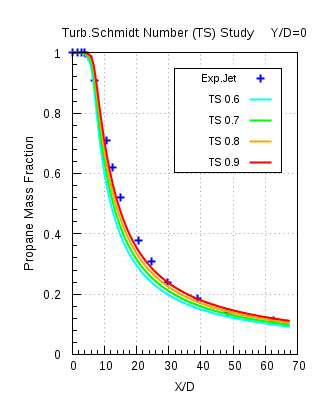 Turb.Schmidt Number (TS) Study Y/D=0
Exp.Jet
TS 0.6
TS 0.7
TS 0.8
TS 0.9
Propane Mass Fraction
1
0.8
0.6
0.4
0.2
0
0 10 20 30 40 50 60 70
X/D